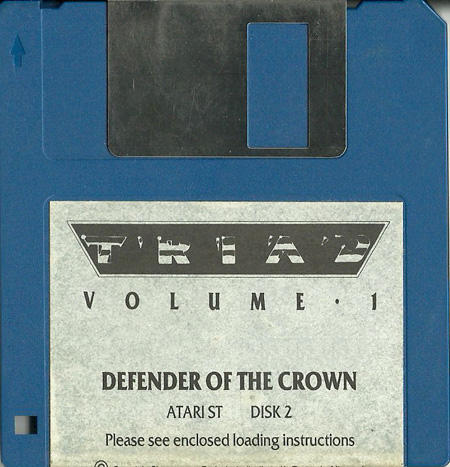 TRIAD
VOLUME · 1
DEFENDER OF THE CROWN
ATARI ST DISK 2
Please see enclosed loading instructions
©